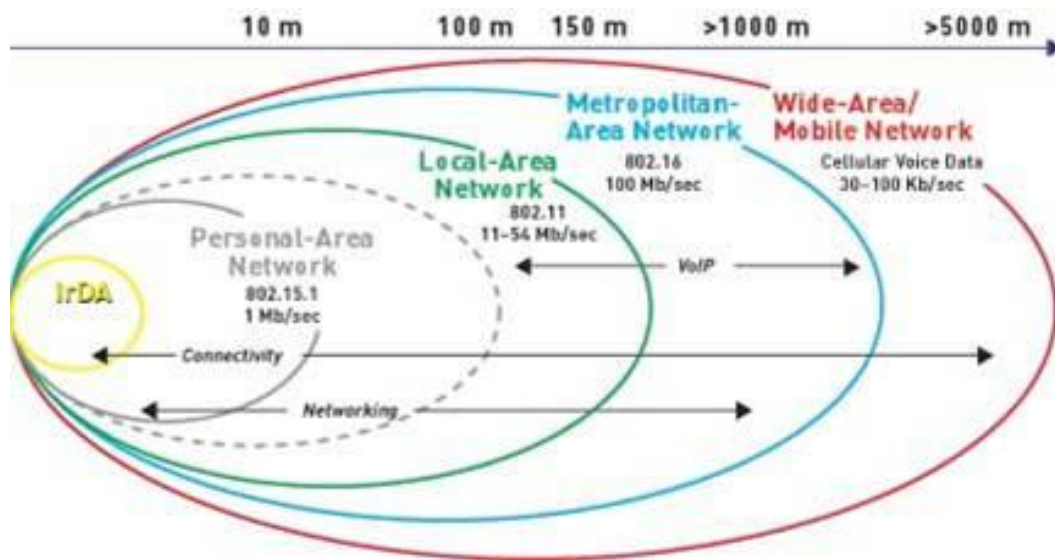 10 m 100 m 150 m >1000 m >5000 m
Metropolitan-
Area Network
802.16
100 Mb/sec
Wide-Area/
Mobile Network
Cellular Voice Data
30–100 Kb/sec
Local-Area
Network
802.11
11–54 Mb/sec
Personal-Area
Network
802.15.1
1 Mb/sec
IrDA
VoIP
Connectivity
Networking